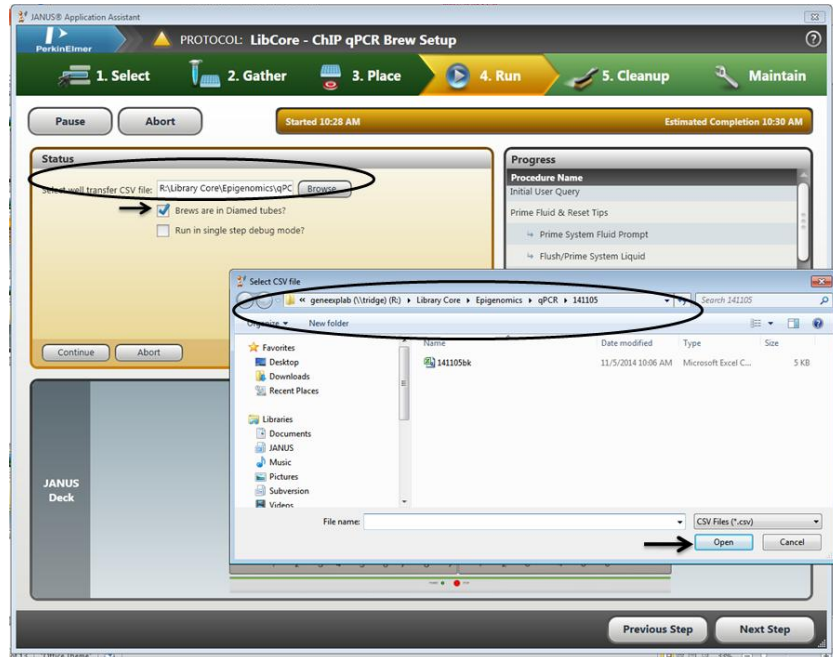 JANUS® Application Assistant
PerkinElmer
PROTOCOL: LibCore - ChIP qPCR Brew Setup
1. Select
2. Gather
3. Place
4. Run
5. Cleanup
Maintain
Pause
Abort
Started 10:28 AM
Estimated Completion 10:30 AM
Status
Select well transfer CSV file: R:\Library Core\Epigenomics\qPC Browse
Brews are in Diamed tubes?
Run in single step debug mode?
Continue
Abort
Progress
Procedure Name
Initial User Query
Prime Fluid & Reset Tips
Prime System Fluid Prompt
Flush/Prime System Liquid
Select CSV file
« geneexplab (\\tridge) (R:) ▸ Library Core ▸ Epigenomics ▸ qPCR ▸ 141105
Search 141105
Organize
New folder
Favorites
Desktop
Downloads
Recent Places
Libraries
Documents
JANUS
Music
Pictures
Subversion
Videos
Name
Date modified
Type
Size
141105bk
11/5/2014 10:06 AM
Microsoft Excel C...
5 KB
File name:
CSV Files (*.csv)
Open
Cancel
JANUS
Deck
Previous Step
Next Step
"Office Theme"